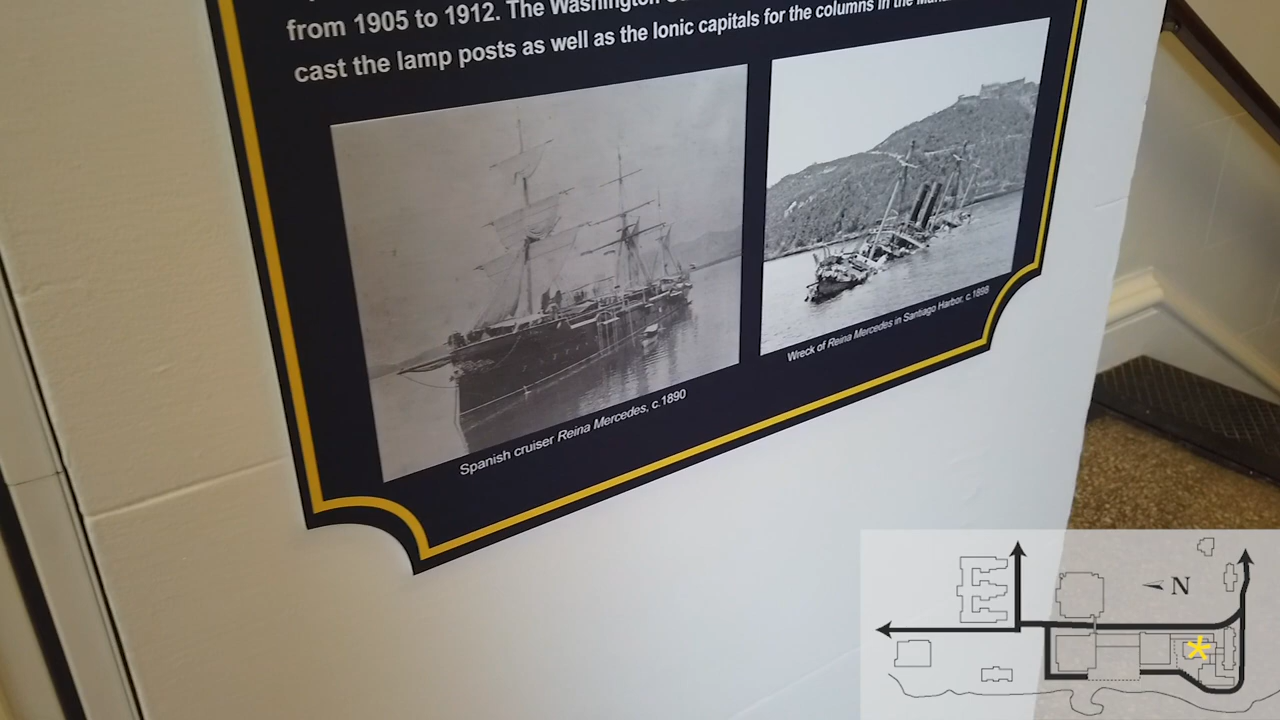 from 1905 to 1912. The Washington
cast the lamp posts as well as the Ionic capitals for the columns in the
Spanish cruiser Reina Mercedes, c.1890
Wreck of Reina Mercedes in Santiago Harbor, c.1898
N